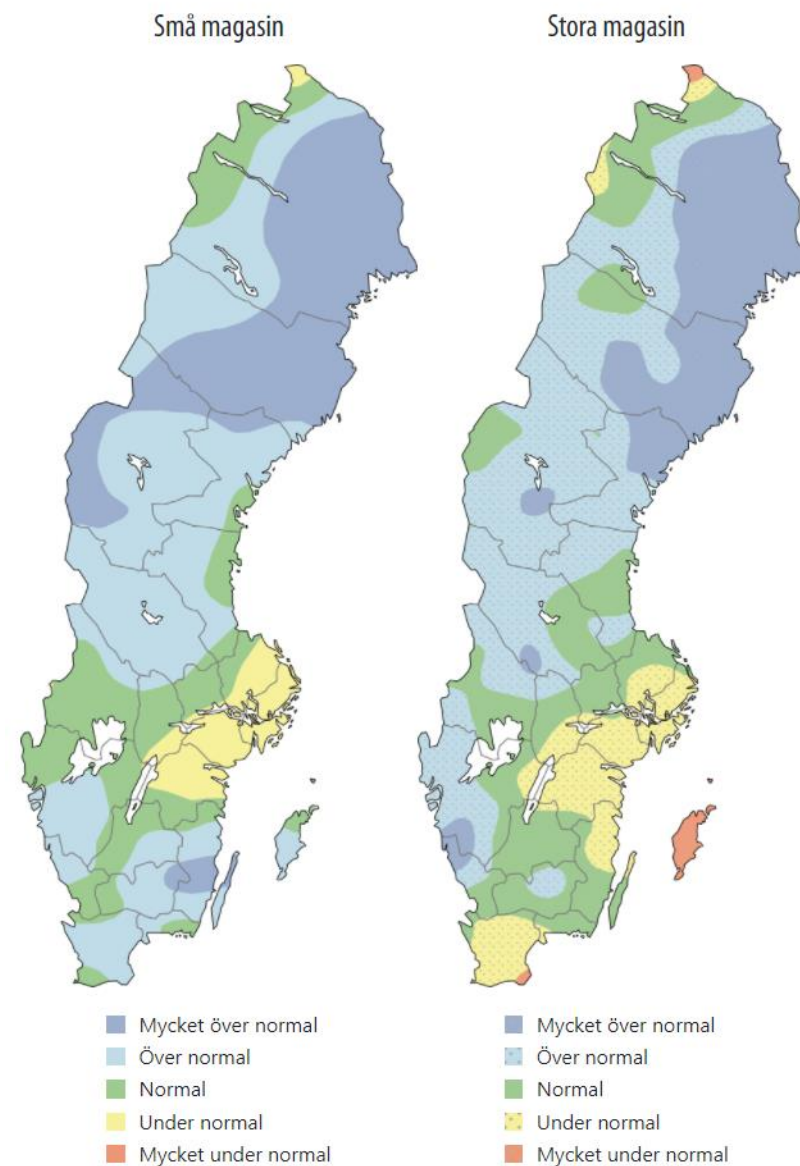 Små magasin
Stora magasin
Mycket över normal
Över normal
Normal
Under normal
Mycket under normal
Mycket över normal
Över normal
Normal
Under normal
Mycket under normal